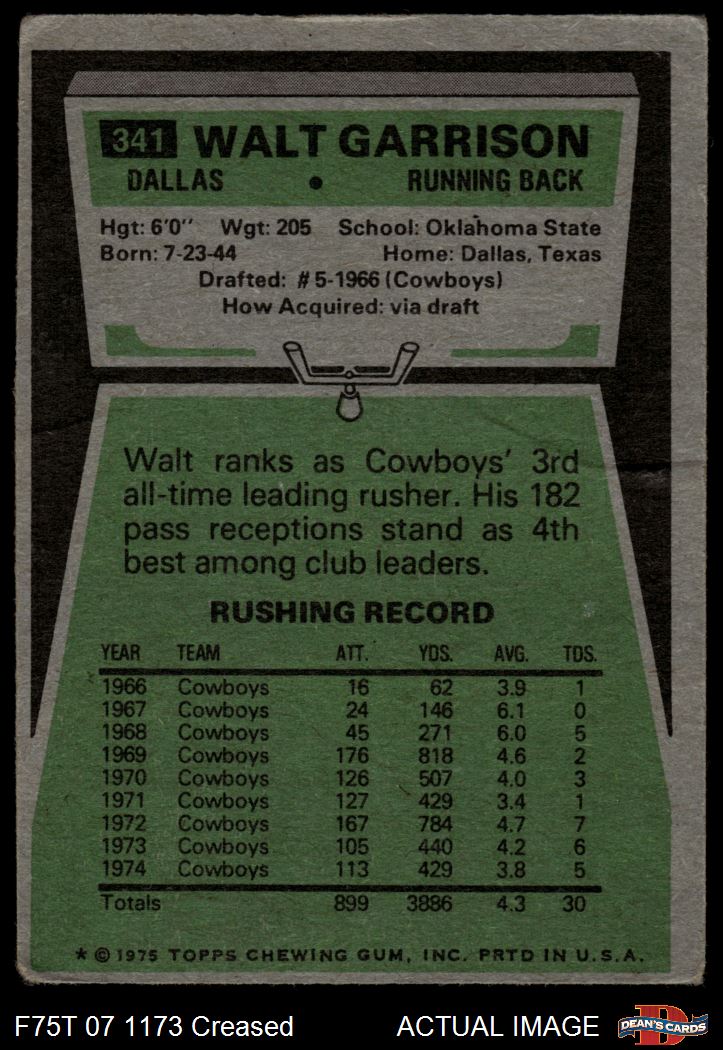 341 WALT GARRISON
DALLAS • RUNNING BACK
Hgt: 6'0" Wgt: 205 School: Oklahoma State
Born: 7-23-44 Home: Dallas, Texas
Drafted: #5-1966 (Cowboys)
How Acquired: via draft
Walt ranks as Cowboys' 3rd
all-time leading rusher. His 182
pass receptions stand as 4th
best among club leaders.
RUSHING RECORD
YEAR TEAM ATT. YDS. AVG. TDS.
1966 Cowboys 16 62 3.9 1
1967 Cowboys 24 146 6.1 0
1968 Cowboys 45 271 6.0 5
1969 Cowboys 176 818 4.6 2
1970 Cowboys 126 507 4.0 3
1971 Cowboys 127 429 3.4 1
1972 Cowboys 167 784 4.7 7
1973 Cowboys 105 440 4.2 6
1974 Cowboys 113 429 3.8 5
Totals 899 3886 4.3 30
* © 1975 TOPPS CHEWING GUM, INC. PRTD IN U.S.A.
F75T 07 1173 Creased ACTUAL IMAGE
D
DEAN'S CARDS